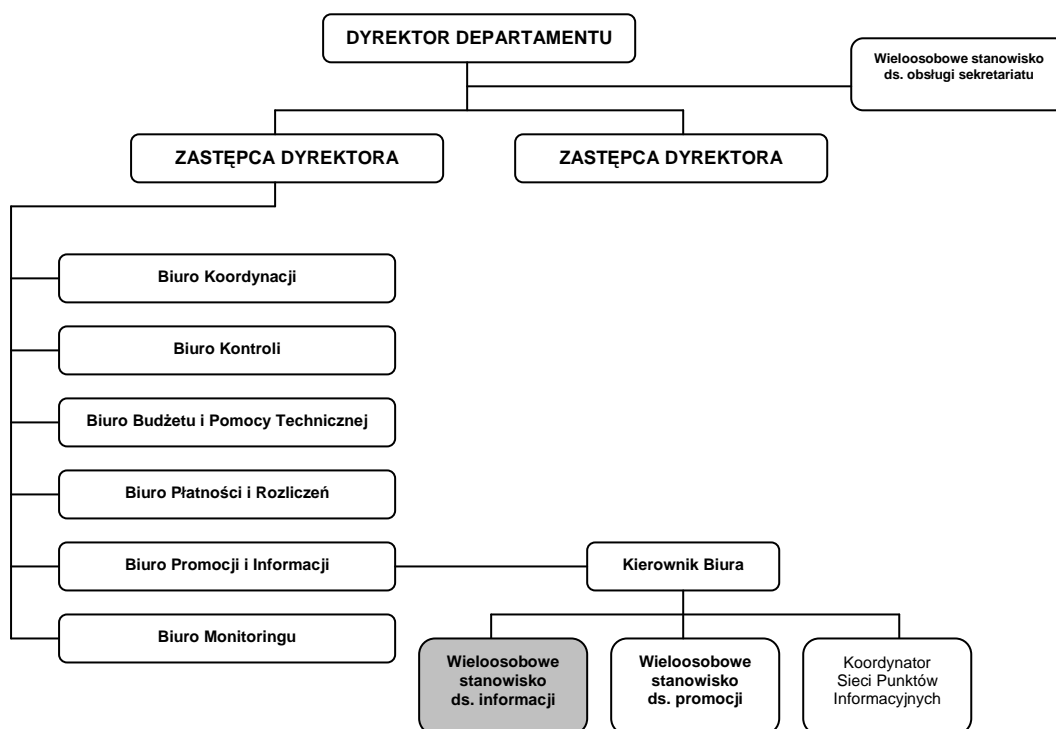 DYREKTOR DEPARTAMENTU
Wieloosobowe stanowisko
ds. obsługi sekretariatu
ZASTĘPCA DYREKTORA
ZASTĘPCA DYREKTORA
Biuro Koordynacji
Biuro Kontroli
Biuro Budżetu i Pomocy Technicznej
Biuro Płatności i Rozliczeń
Biuro Promocji i Informacji
Kierownik Biura
Biuro Monitoringu
Wieloosobowe
stanowisko
ds. informacji
Wieloosobowe
stanowisko
ds. promocji
Koordynator
Sieci Punktów
Informacyjnych